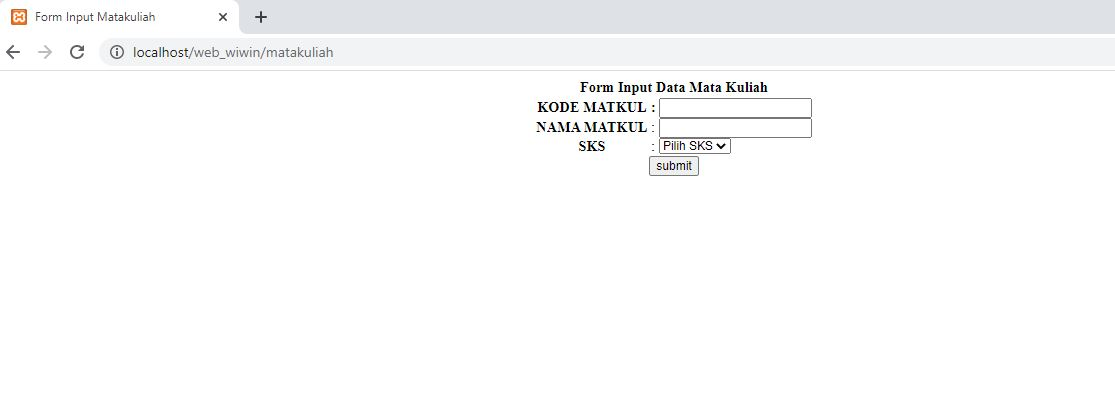 Form Input Matakuliah
localhost/web_wiwin/matakuliah
Form Input Data Mata Kuliah
KODE MATKUL :
NAMA MATKUL :
SKS : Pilih SKS
submit